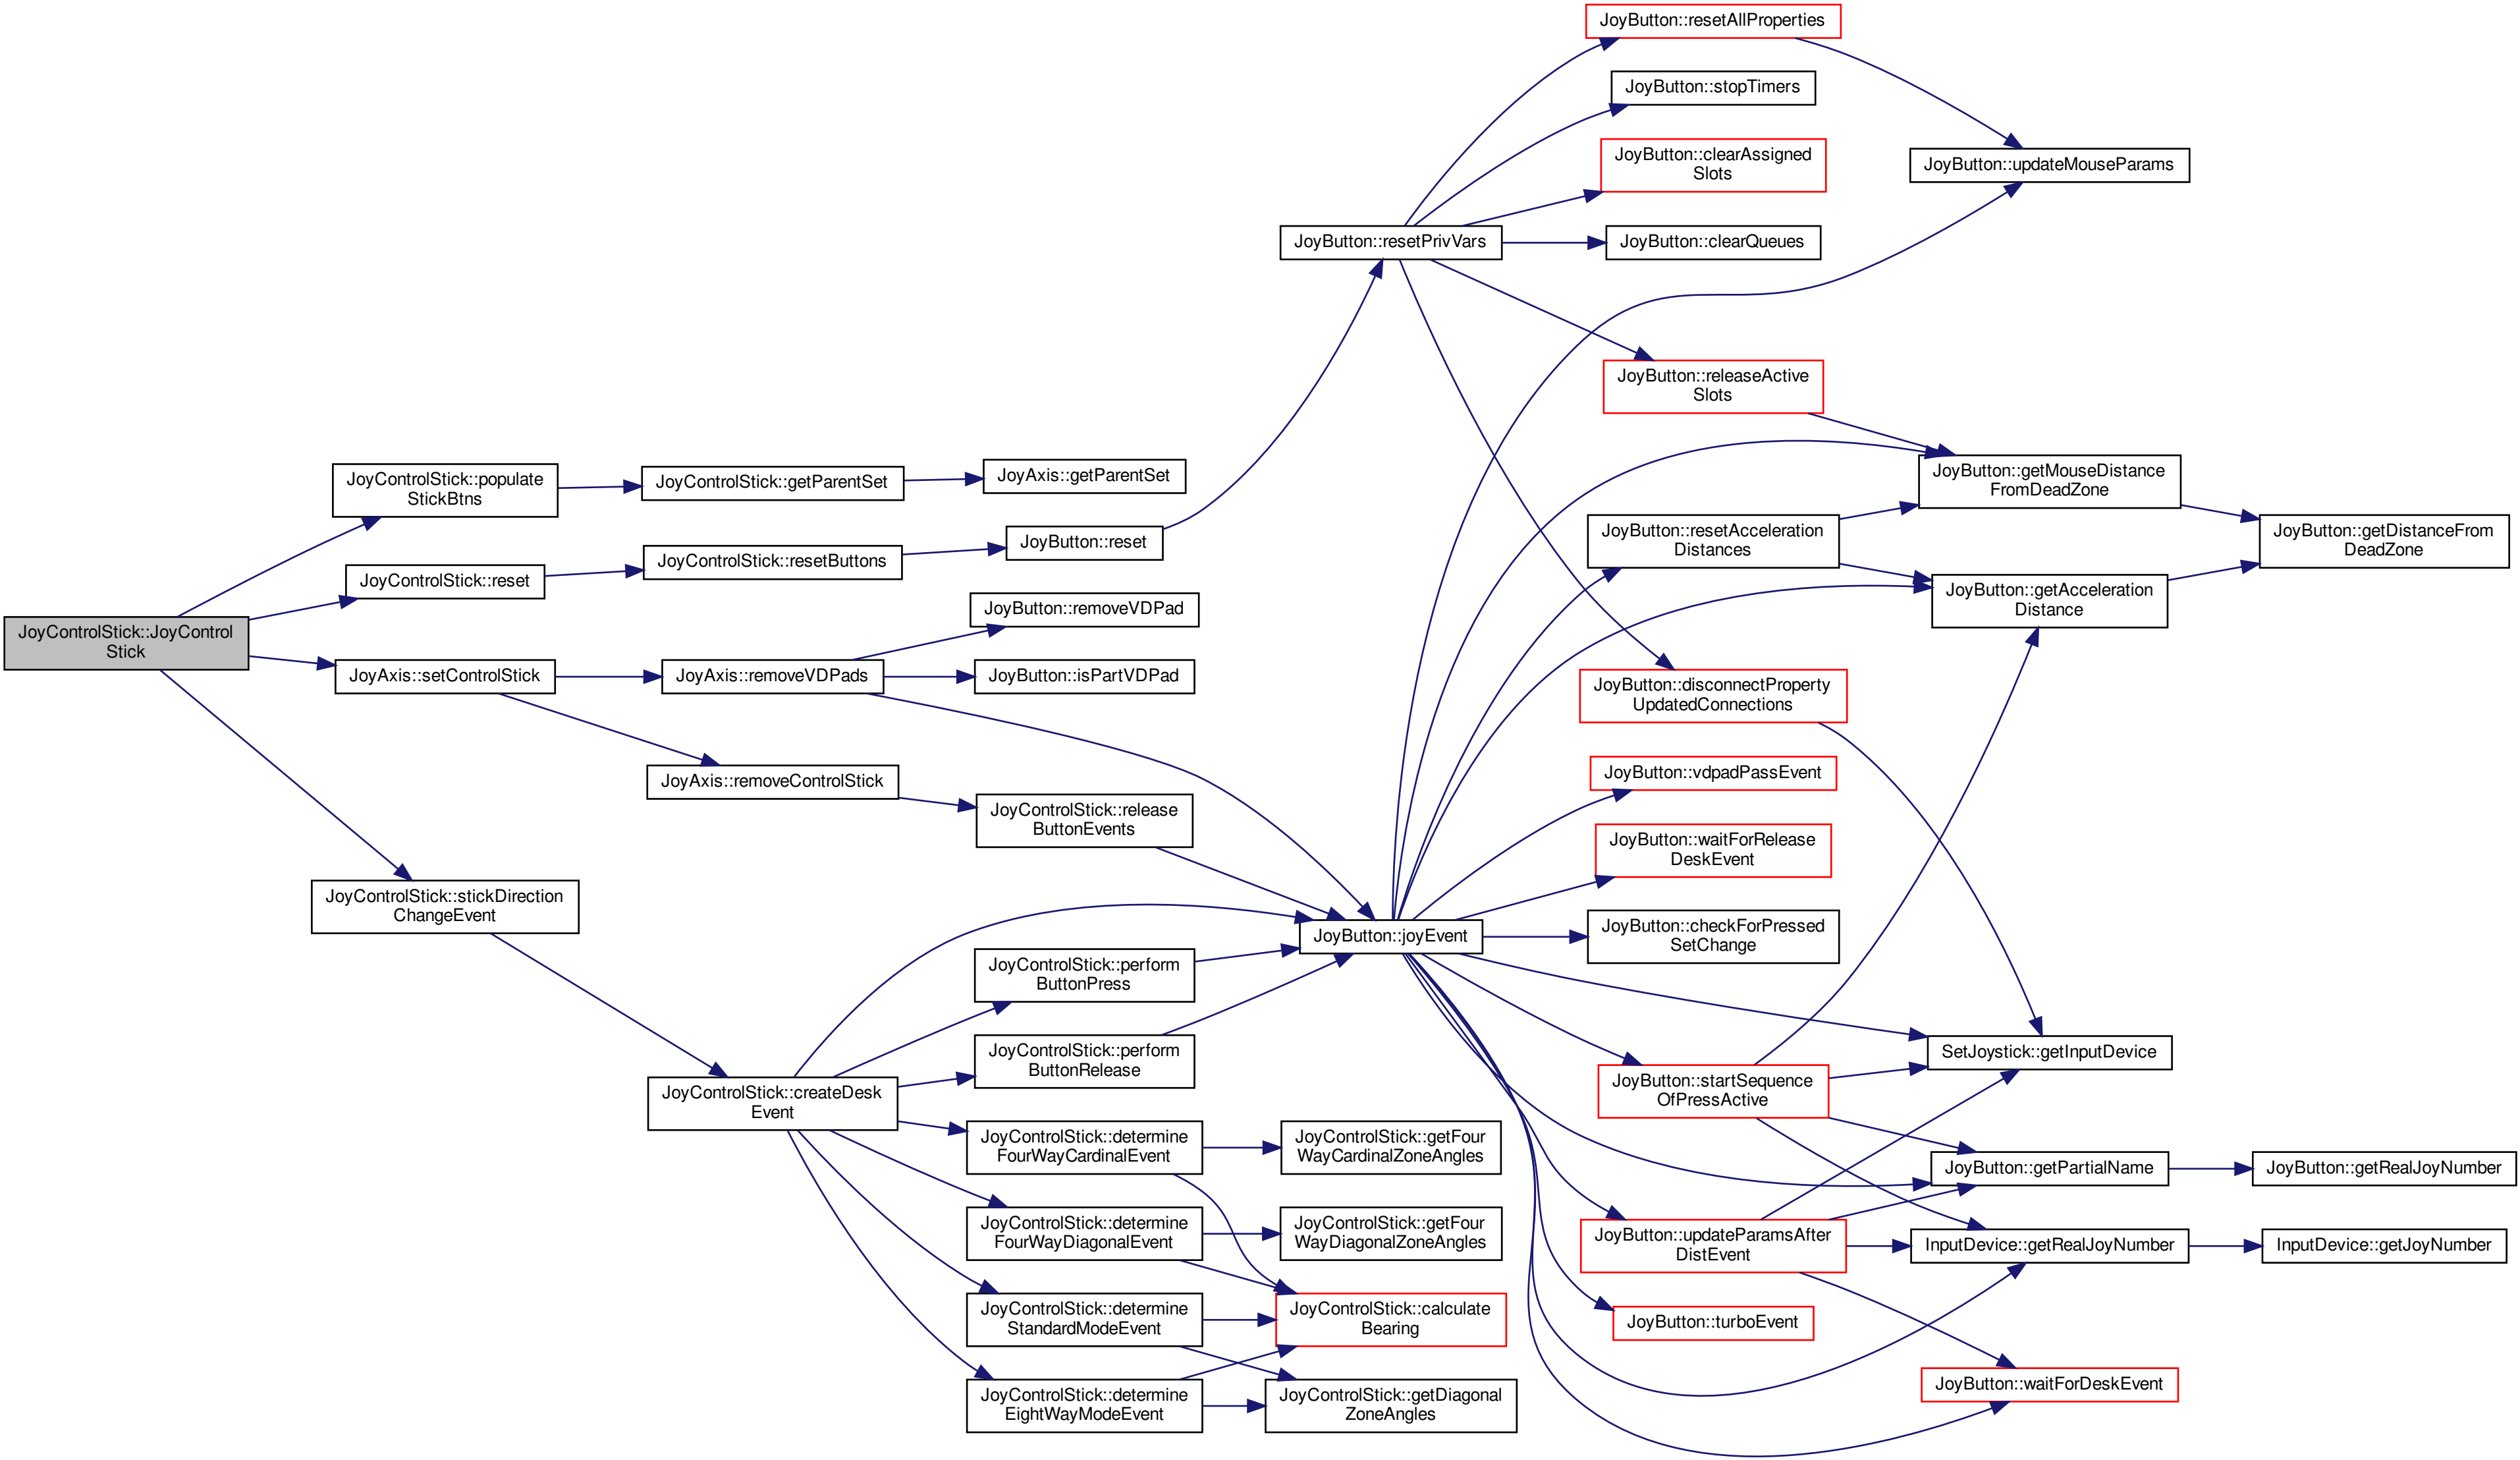 JoyControlStick::JoyControl
Stick
JoyControlStick::populate
StickBtns
JoyControlStick::reset
JoyAxis::setControlStick
JoyControlStick::stickDirection
ChangeEvent
JoyControlStick::getParentSet
JoyControlStick::resetButtons
JoyAxis::removeVDPads
JoyAxis::removeControlStick
JoyControlStick::createDesk
Event
JoyAxis::getParentSet
JoyButton::reset
JoyButton::removeVDPad
JoyButton::isPartVDPad
JoyControlStick::release
ButtonEvents
JoyControlStick::perform
ButtonPress
JoyControlStick::perform
ButtonRelease
JoyControlStick::determine
FourWayCardinalEvent
JoyControlStick::determine
FourWayDiagonalEvent
JoyControlStick::determine
StandardModeEvent
JoyControlStick::determine
EightWayModeEvent
JoyButton::resetPrivVars
JoyButton::joyEvent
JoyControlStick::getFour
WayCardinalZoneAngles
JoyControlStick::getFour
WayDiagonalZoneAngles
JoyControlStick::calculate
Bearing
JoyControlStick::getDiagonal
ZoneAngles
JoyButton::resetAllProperties
JoyButton::stopTimers
JoyButton::clearAssigned
Slots
JoyButton::clearQueues
JoyButton::releaseActive
Slots
JoyButton::resetAcceleration
Distances
JoyButton::disconnectProperty
UpdatedConnections
JoyButton::vdpadPassEvent
JoyButton::waitForRelease
DeskEvent
JoyButton::checkForPressed
SetChange
JoyButton::startSequence
OfPressActive
JoyButton::updateParamsAfter
DistEvent
JoyButton::turboEvent
JoyButton::updateMouseParams
JoyButton::getMouseDistance
FromDeadZone
JoyButton::getAcceleration
Distance
SetJoystick::getInputDevice
JoyButton::getPartialName
InputDevice::getRealJoyNumber
JoyButton::waitForDeskEvent
JoyButton::getDistanceFrom
DeadZone
JoyButton::getRealJoyNumber
InputDevice::getJoyNumber